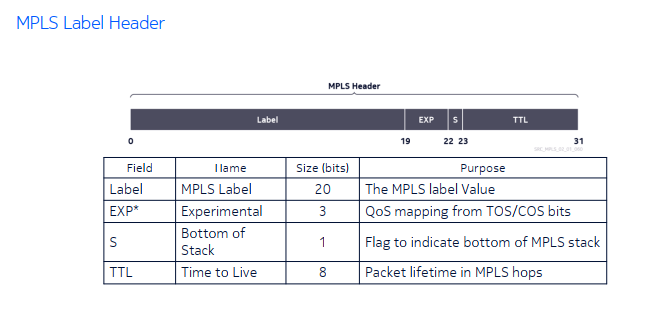 MPLS Label Header
MPLS Header
Label EXP S TTL
0 19 22 23 31
Field Name Size (bits) Purpose
Label MPLS Label 20 The MPLS label Value
EXP* Experimental 3 QoS mapping from TOS/COS bits
S Bottom of Stack 1 Flag to indicate bottom of MPLS stack
TTL Time to Live 8 Packet lifetime in MPLS hops